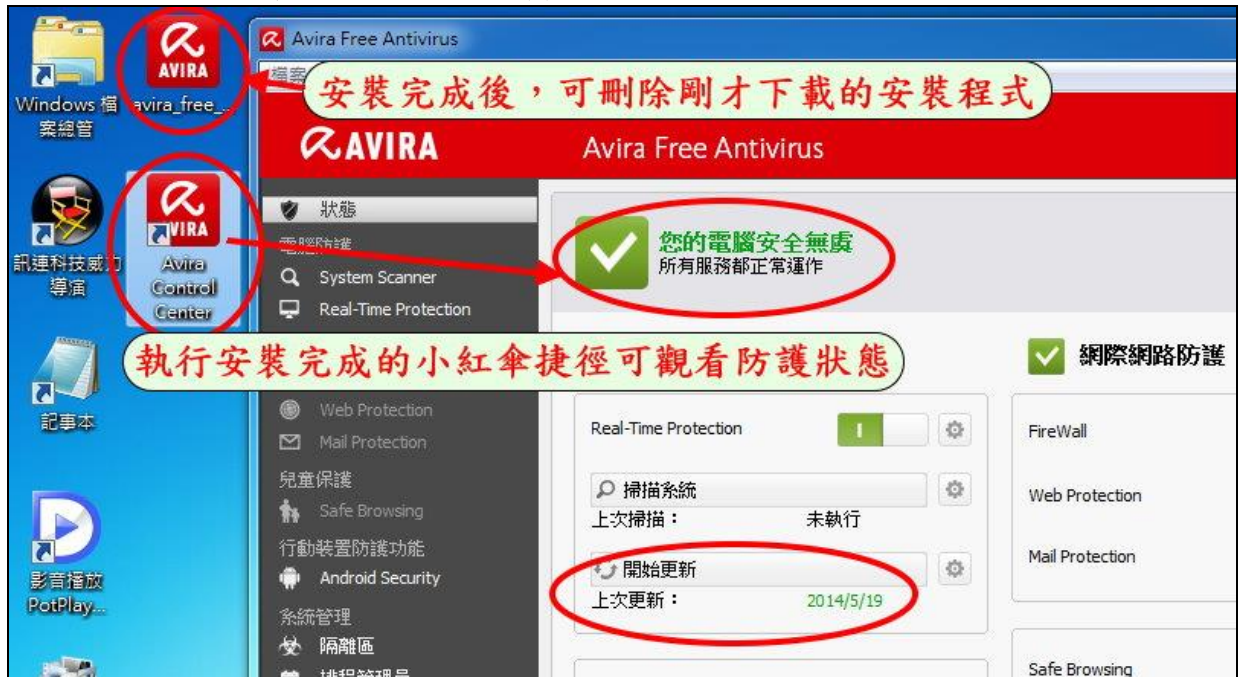 Windows 檔
案總管
AVIRA
avira_free_...
訊連科技威力
導演
AVIRA
Avira
Control
Center
記事本
影音播放
PotPlay...
Avira Free Antivirus
安裝完成後，可刪除剛才下載的安裝程式
AVIRA
Avira Free Antivirus
狀態
電腦防護
System Scanner
Real-Time Protection
您的電腦安全無虞
所有服務都正常運作
執行安裝完成的小紅傘捷徑可觀看防護狀態
網際網路防護
Web Protection
Mail Protection
兒童保護
Safe Browsing
行動裝置防護功能
Android Security
系統管理
隔離區
排程管理員
Real-Time Protection
掃描系統
上次掃描： 未執行
開始更新
上次更新： 2014/5/19
FireWall
Web Protection
Mail Protection
Safe Browsing